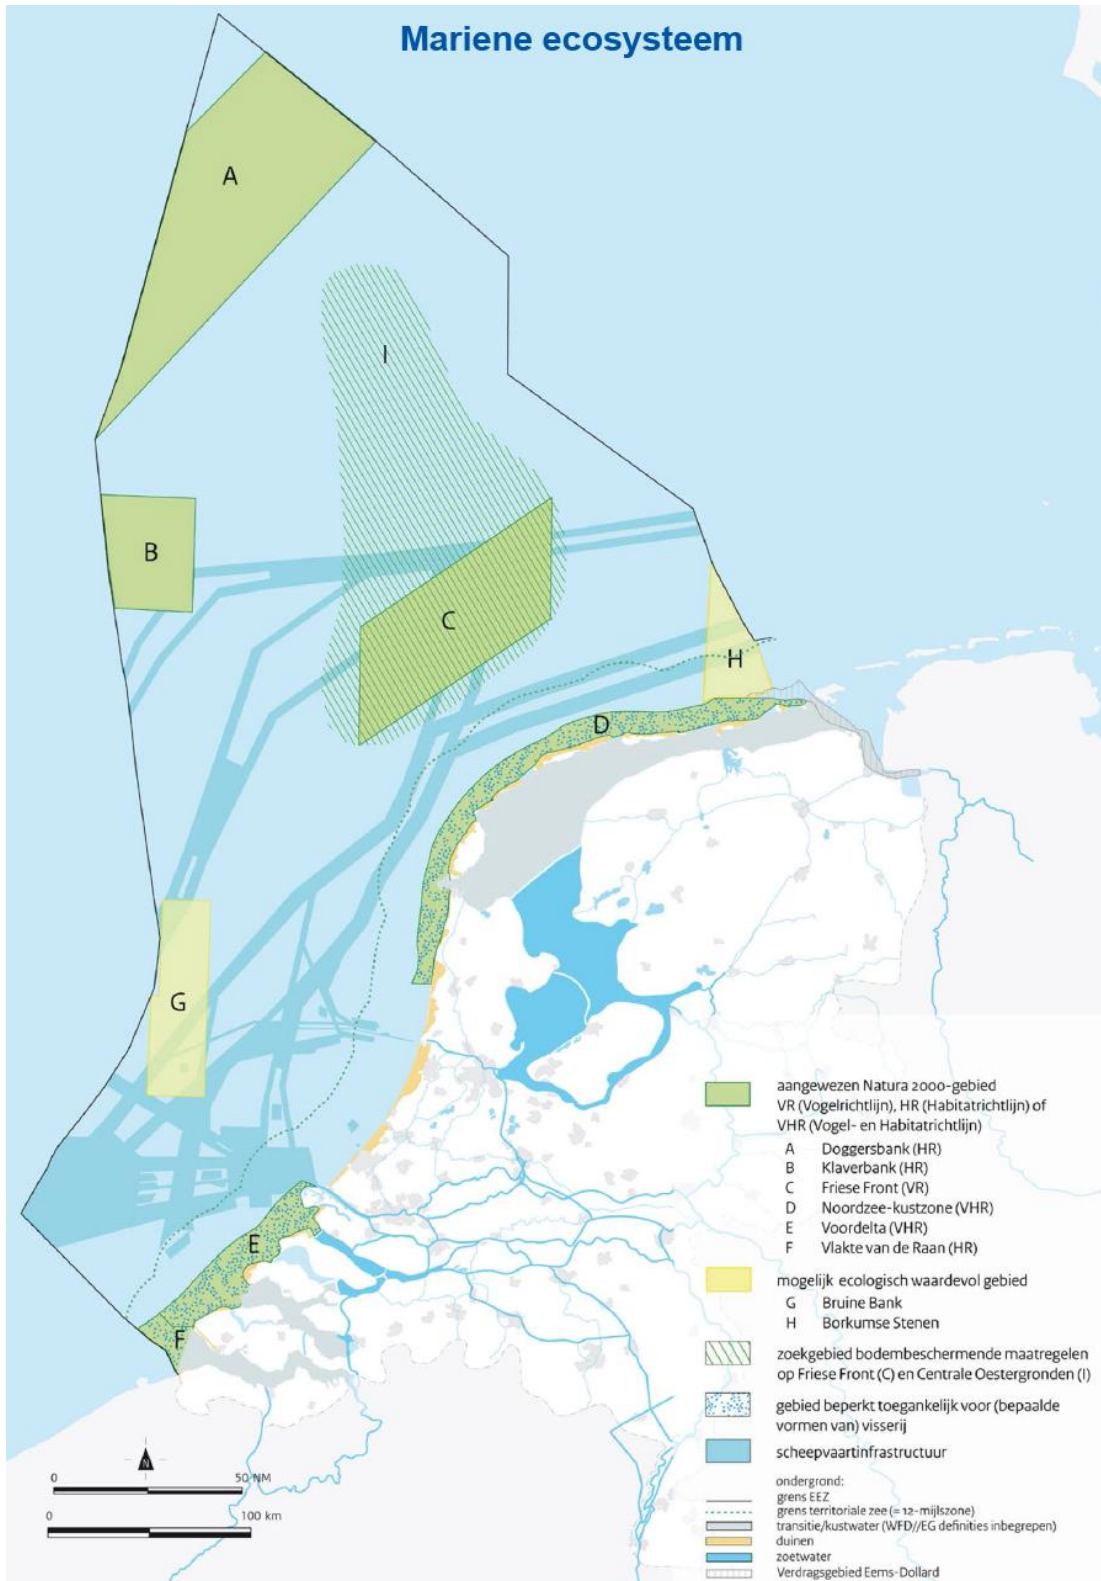 Mariene ecosysteem
A
I
B
C
H
D
G
E
F
aangewezen Natura 2000-gebied
VR (Vogelrichtlijn), HR (Habitatrichtlijn) of
VHR (Vogel- en Habitatrichtlijn)
A Doggersbank (HR)
B Klaverbank (HR)
C Friese Front (VR)
D Noordzee-kustzone (VHR)
E Voordelta (VHR)
F Vlakte van de Raan (HR)
mogelijk ecologisch waardevol gebied
G Bruine Bank
H Borkumse Stenen
zoekgebied bodembeschermende maatregelen
op Friese Front (C) en Centrale Oestergronden (I)
gebied beperkt toegankelijk voor (bepaalde
vormen van) visserij
scheepvaartinfrastructuur
ondergrond:
grens EEZ
grens territoriale zee (= 12-mijlszone)
transitie/kustwater (WFD//EG definities inbegrepen)
duinen
zoetwater
Verdragsgebied Eems-Dollard
N
0 50 NM
0 100 km